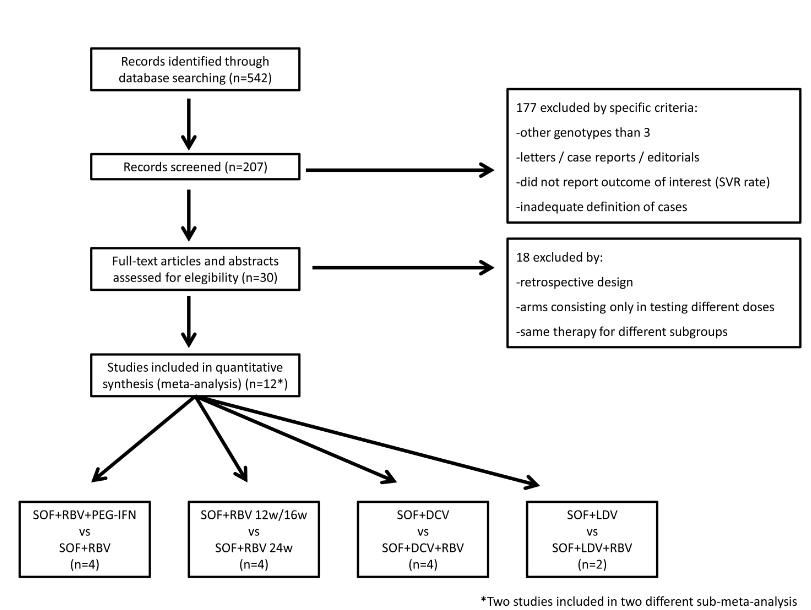 Records identified through
database searching (n=542)
177 excluded by specific criteria:
-other genotypes than 3
-letters / case reports / editorials
-did not report outcome of interest (SVR rate)
-inadequate definition of cases
Records screened (n=207)
Full-text articles and abstracts
assessed for elegibility (n=30)
18 excluded by:
-retrospective design
-arms consisting only in testing different doses
-same therapy for different subgroups
Studies included in quantitative
synthesis (meta-analysis) (n=12*)
SOF+RBV+PEG-IFN
vs
SOF+RBV
(n=4)
SOF+RBV 12w/16w
vs
SOF+RBV 24w
(n=4)
SOF+DCV
vs
SOF+DCV+RBV
(n=4)
SOF+LDV
vs
SOF+LDV+RBV
(n=2)
*Two studies included in two different sub-meta-analysis